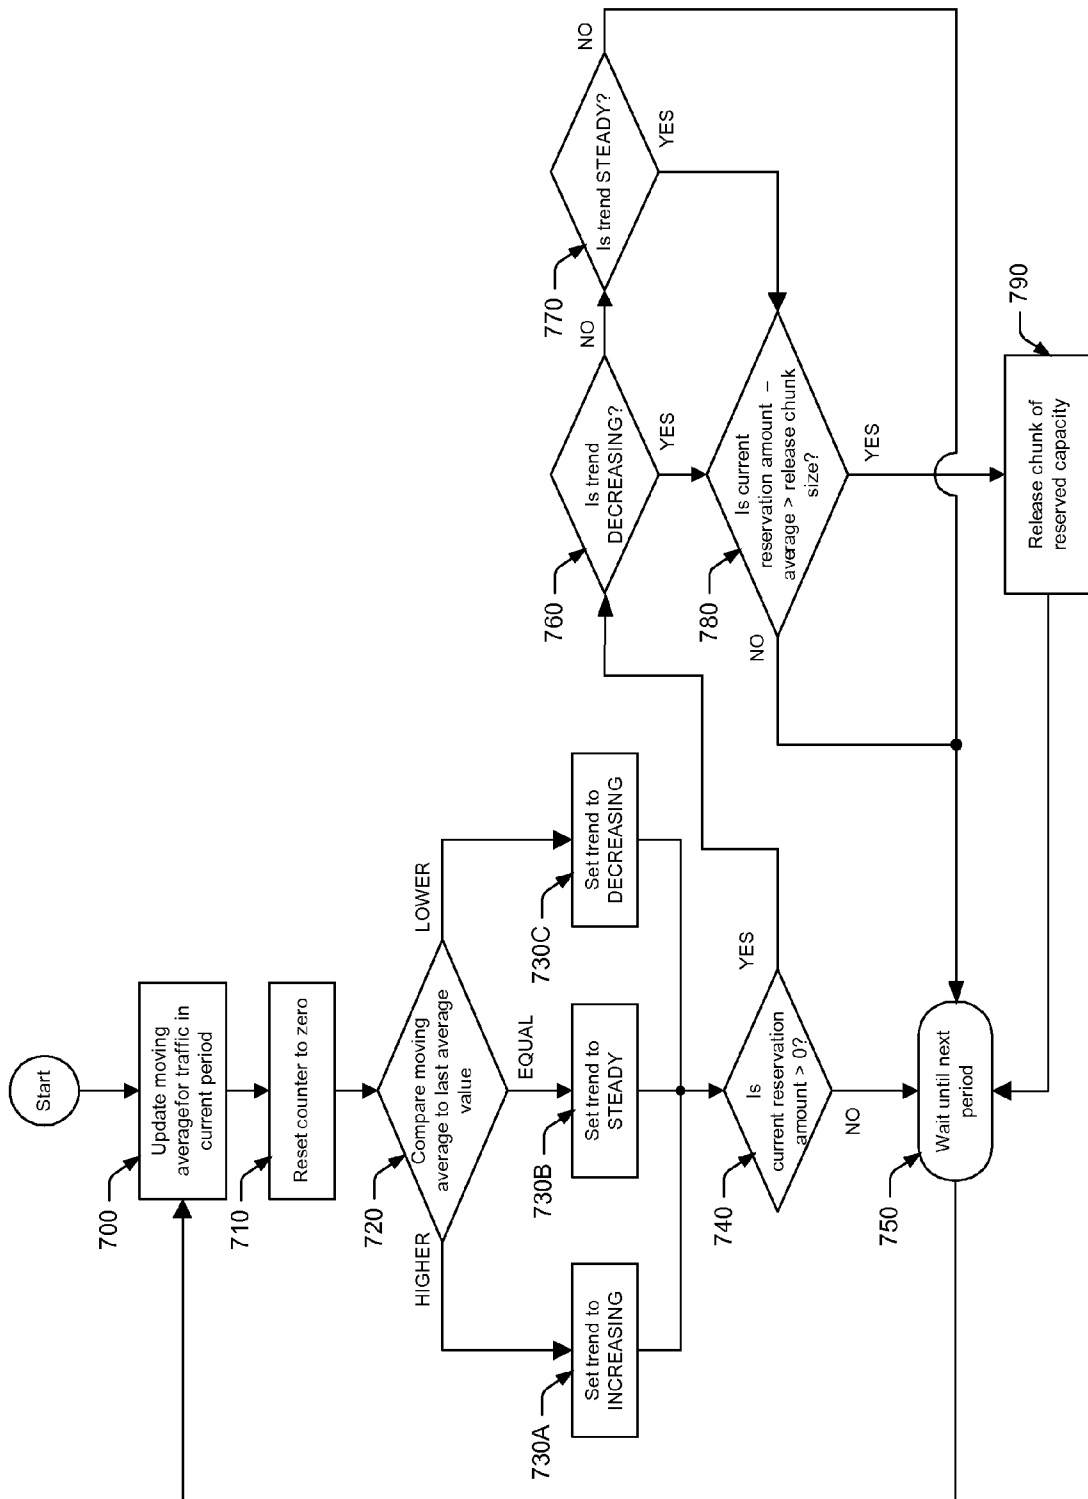 Start
700
Update moving
averagefor traffic in
current period
710
Reset counter to zero
720
Compare moving
average to last average
value
HIGHER
EQUAL
LOWER
730A
Set trend to
INCREASING
730B
Set trend to
STEADY
730C
Set trend to
DECREASING
740
Is
current reservation
amount > 0?
YES
NO
750
Wait until next
period
760
Is trend
DECREASING?
NO
YES
770
Is trend STEADY?
NO
YES
780
Is current
reservation amount –
average > release chunk
size?
NO
YES
790
Release chunk of
reserved capacity